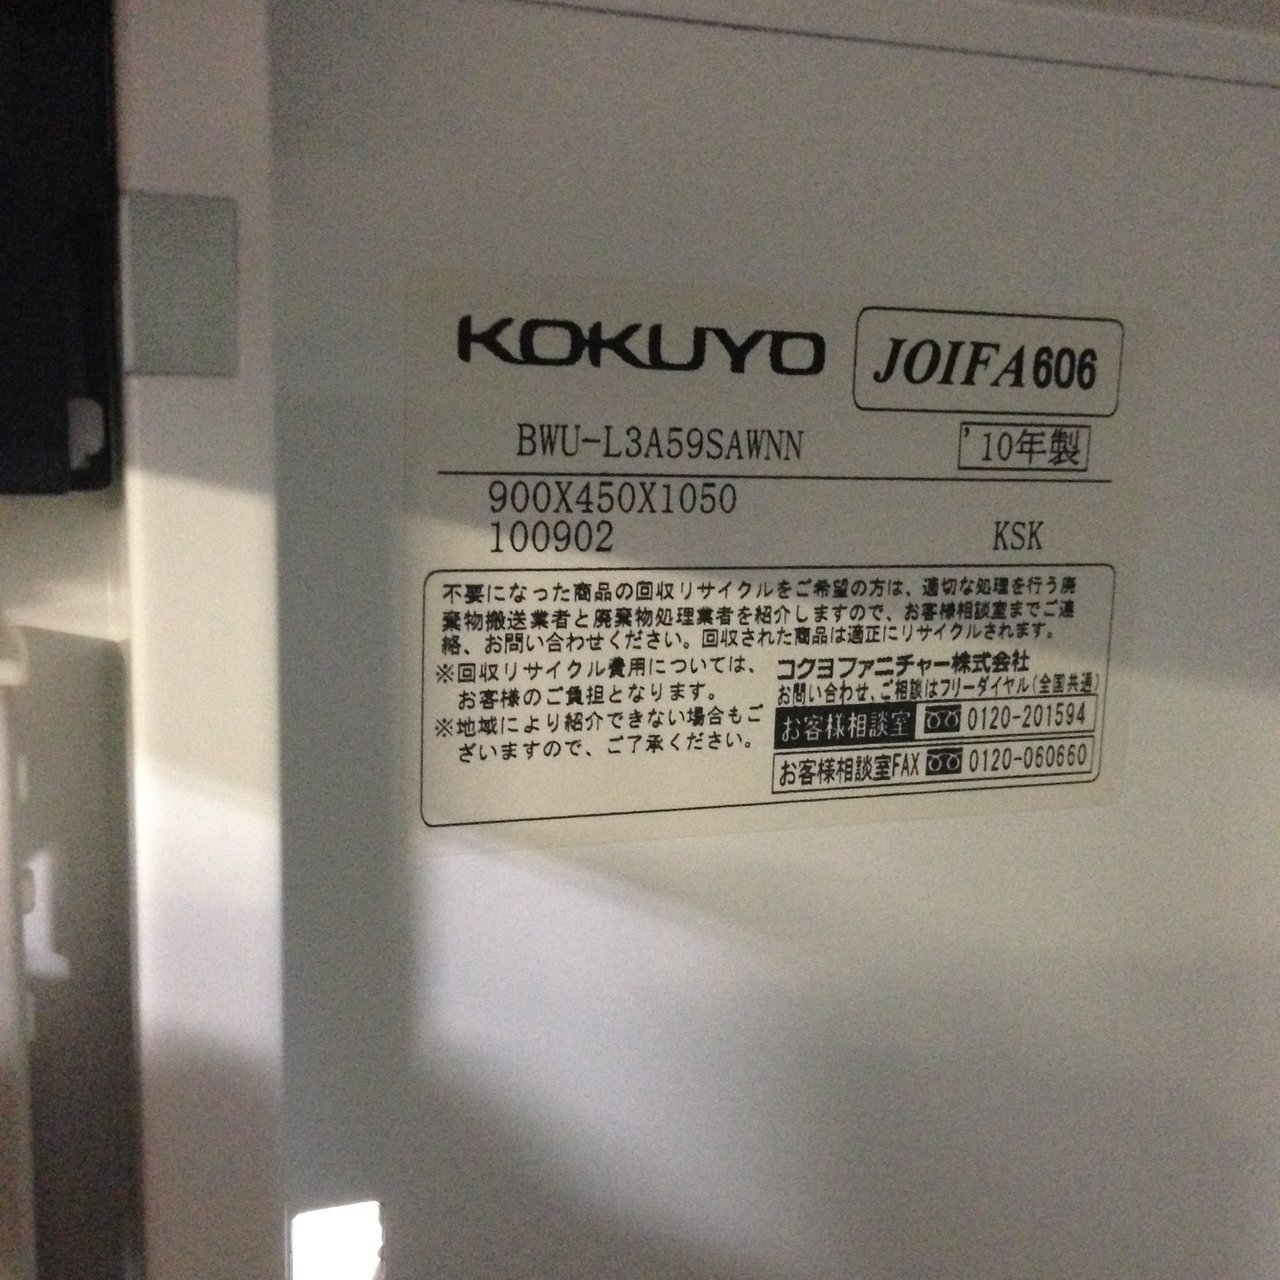 KOKUYO
JOIFA606
BWU-L3A59SAWNN
'10年製
900X450X1050
100902
KSK
不要になった商品の回収リサイクルをご希望の方は、適切な処理を行う廃
棄物搬送業者と廃棄物処理業者を紹介しますので、お客様相談室までご連
絡、お問い合わせください。回収された商品は適正にリサイクルされます。
※回収リサイクル費用については、
お客様のご負担となります。
※地域により紹介できない場合もご
ざいますので、ご了承ください。
コクヨファニチャー株式会社
お問い合わせ、ご相談はフリーダイヤル(全国共通)
お客様相談室 0120-201594
お客様相談室FAX 0120-060660